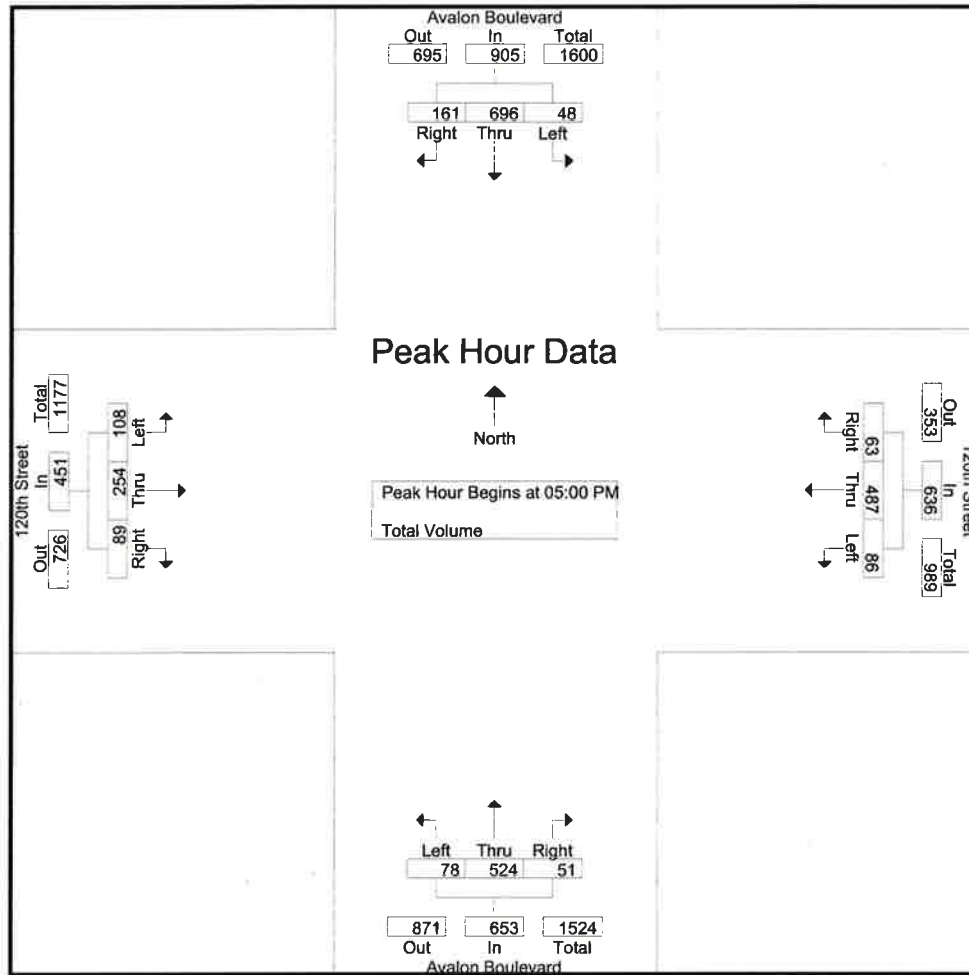 Avalon Boulevard
Out In Total
695 905 1600
161 696 48
Right Thru Left
Peak Hour Data
North
Peak Hour Begins at 05:00 PM
Total Volume
120th Street
Out In Total
726 451 1177
89 254 108
Right Thru Left
Out In Total
353 636 989
63 487 86
Right Thru Left
120th Street
Left Thru Right
78 524 51
871 653 1524
Out In Total
Avalon Boulevard